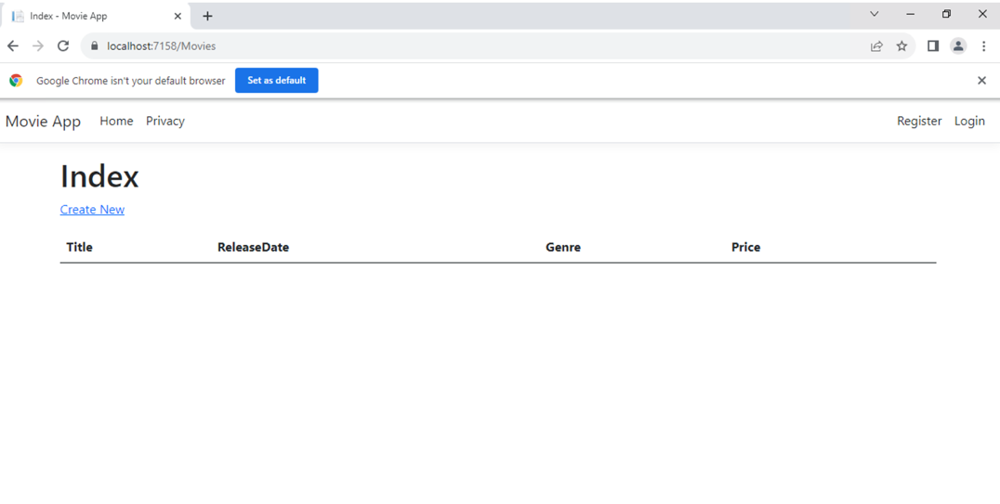 Index - Movie App
localhost:7158/Movies
Google Chrome isn't your default browser Set as default
Movie App Home Privacy Register Login
Index
Create New
Title ReleaseDate Genre Price